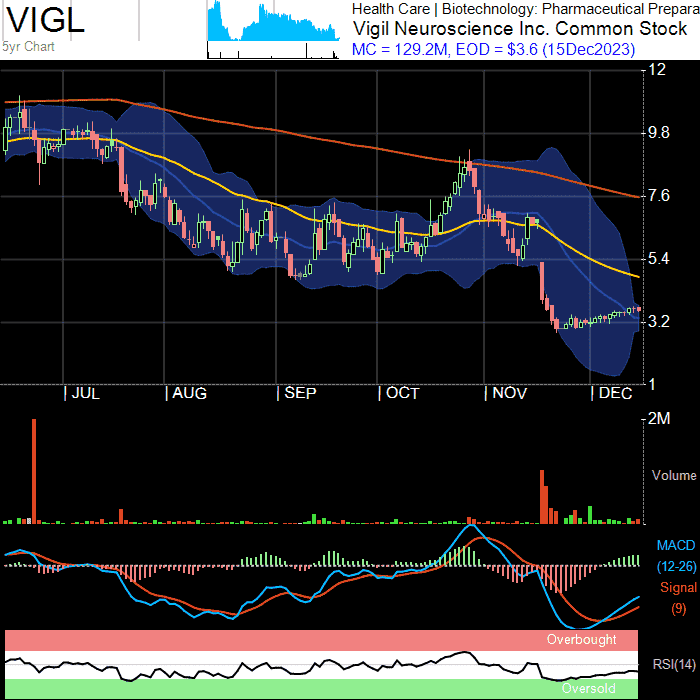 VIGL
5yr Chart
Health Care | Biotechnology: Pharmaceutical Prepara
Vigil Neuroscience Inc. Common Stock
MC = 129.2M, EOD = $3.6 (15Dec2023)
12
9.8
7.6
5.4
3.2
1
| JUL | AUG | SEP | OCT | NOV | DEC
2M
Volume
MACD
(12-26)
Signal
(9)
Overbought
RSI(14)
Oversold